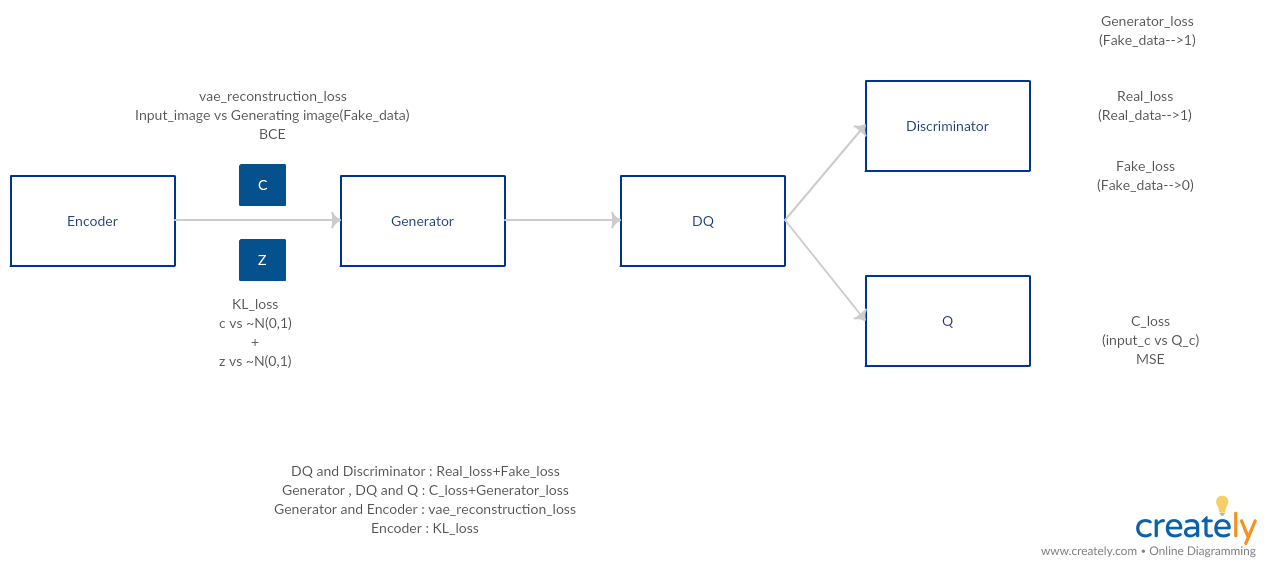 Generator_loss
(Fake_data-->1)
vae_reconstruction_loss
Input_image vs Generating image(Fake_data)
BCE
Real_loss
(Real_data-->1)
Discriminator
Fake_loss
(Fake_data-->0)
C
Encoder
Generator
DQ
Z
KL_loss
c vs ~N(0,1)
+
z vs ~N(0,1)
Q
C_loss
(input_c vs Q_c)
MSE
DQ and Discriminator : Real_loss+Fake_loss
Generator , DQ and Q : C_loss+Generator_loss
Generator and Encoder : vae_reconstruction_loss
Encoder : KL_loss
creately
www.creately.com • Online Diagramming